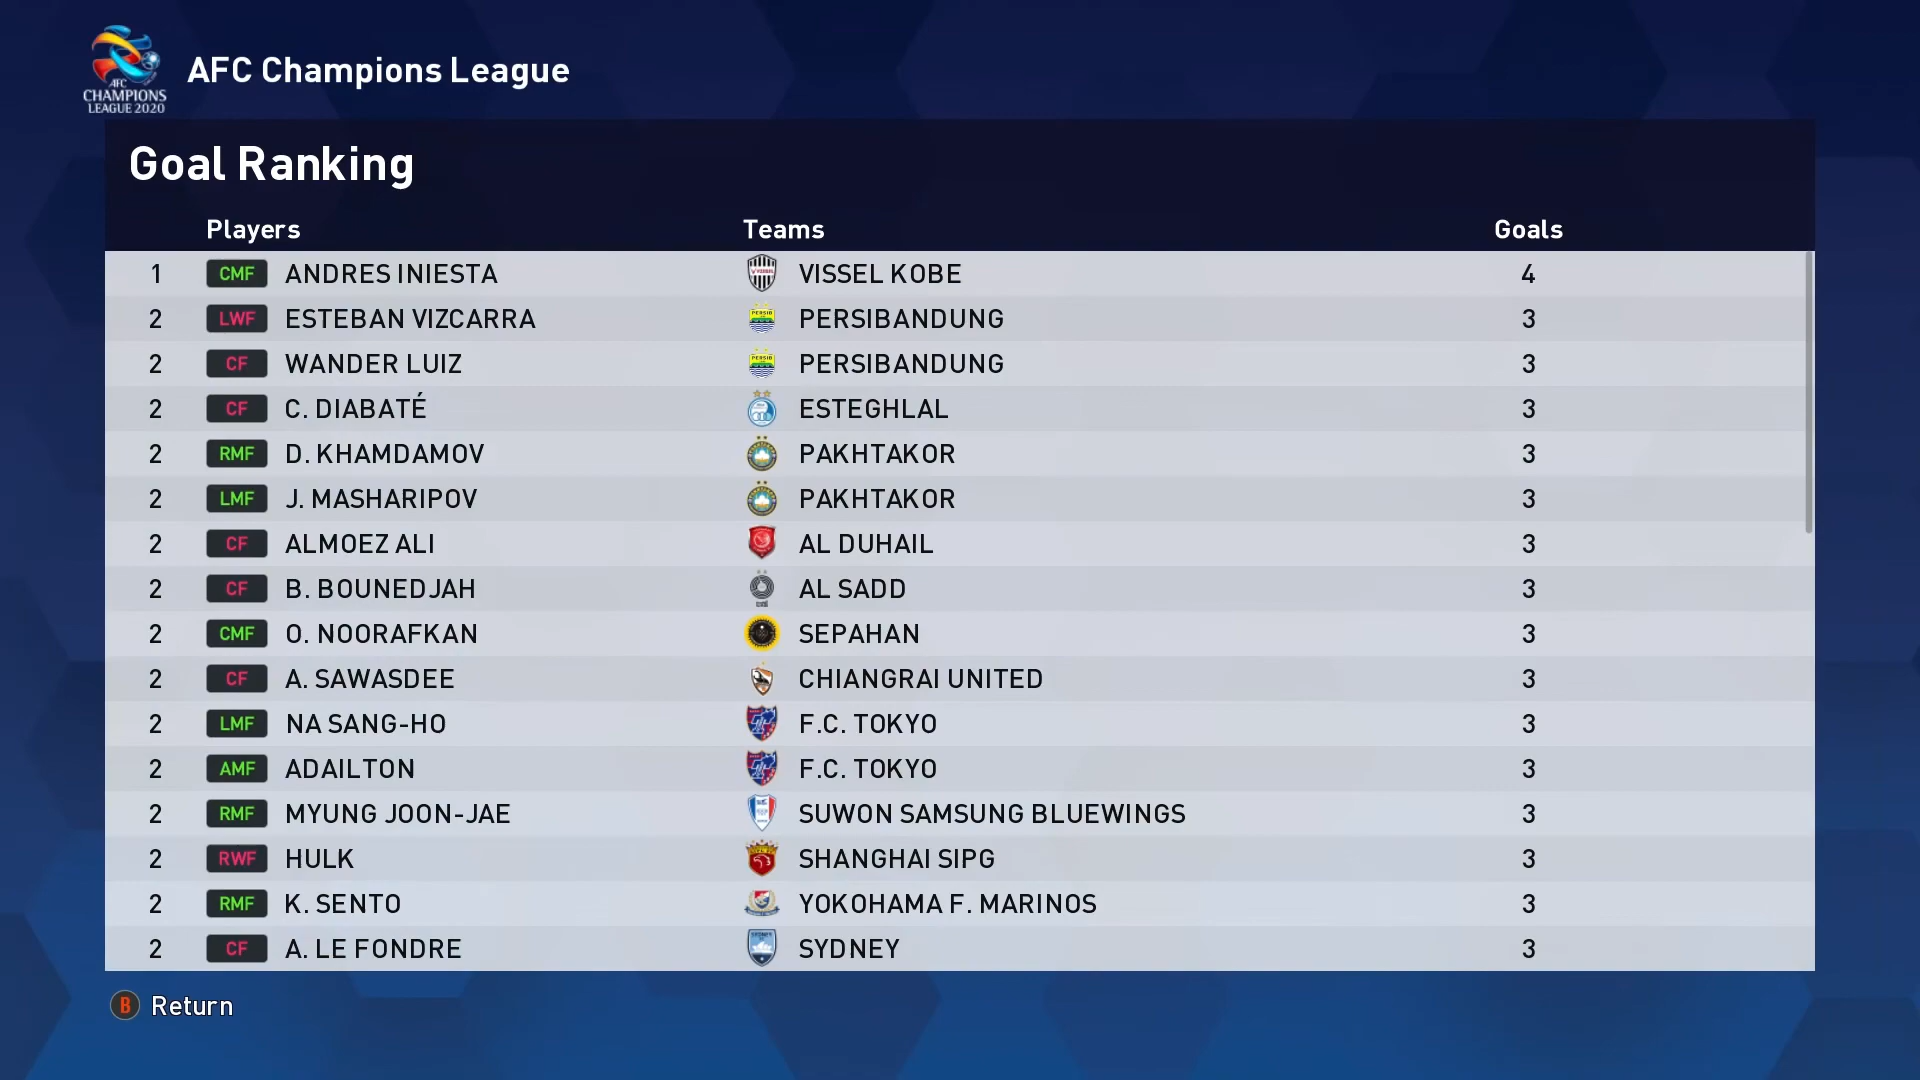 AFC
CHAMPIONS
LEAGUE 2020
AFC Champions League
Goal Ranking
Players Teams Goals
1 CMF ANDRES INIESTA VISSEL KOBE 4
2 LWF ESTEBAN VIZCARRA PERSIBANDUNG 3
2 CF WANDER LUIZ PERSIBANDUNG 3
2 CF C. DIABATÉ ESTEGHLAL 3
2 RMF D. KHAMDAMOV PAKHTAKOR 3
2 LMF J. MASHARIPOV PAKHTAKOR 3
2 CF ALMOEZ ALI AL DUHAIL 3
2 CF B. BOUNEDJAH AL SADD 3
2 CMF O. NOORAFKAN SEPAHAN 3
2 CF A. SAWASDEE CHIANGRAI UNITED 3
2 LMF NA SANG-HO F.C. TOKYO 3
2 AMF ADAILTON F.C. TOKYO 3
2 RMF MYUNG JOON-JAE SUWON SAMSUNG BLUEWINGS 3
2 RWF HULK SHANGHAI SIPG 3
2 RMF K. SENTO YOKOHAMA F. MARINOS 3
2 CF A. LE FONDRE SYDNEY 3
B Return